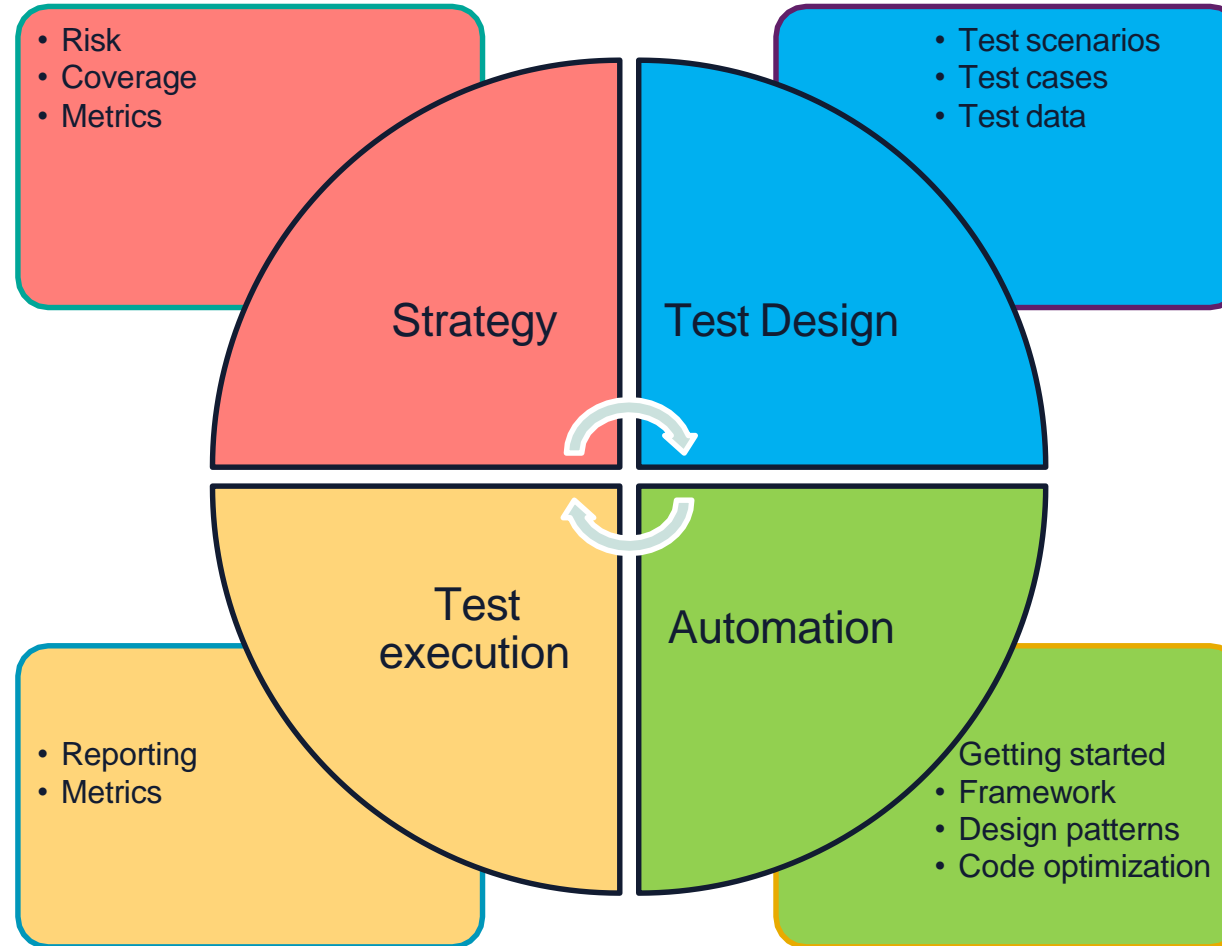 • Risk
• Coverage
• Metrics
• Test scenarios
• Test cases
• Test data
Strategy
Test Design
Test
execution
Automation
• Reporting
• Metrics
Getting started
• Framework
• Design patterns
• Code optimization